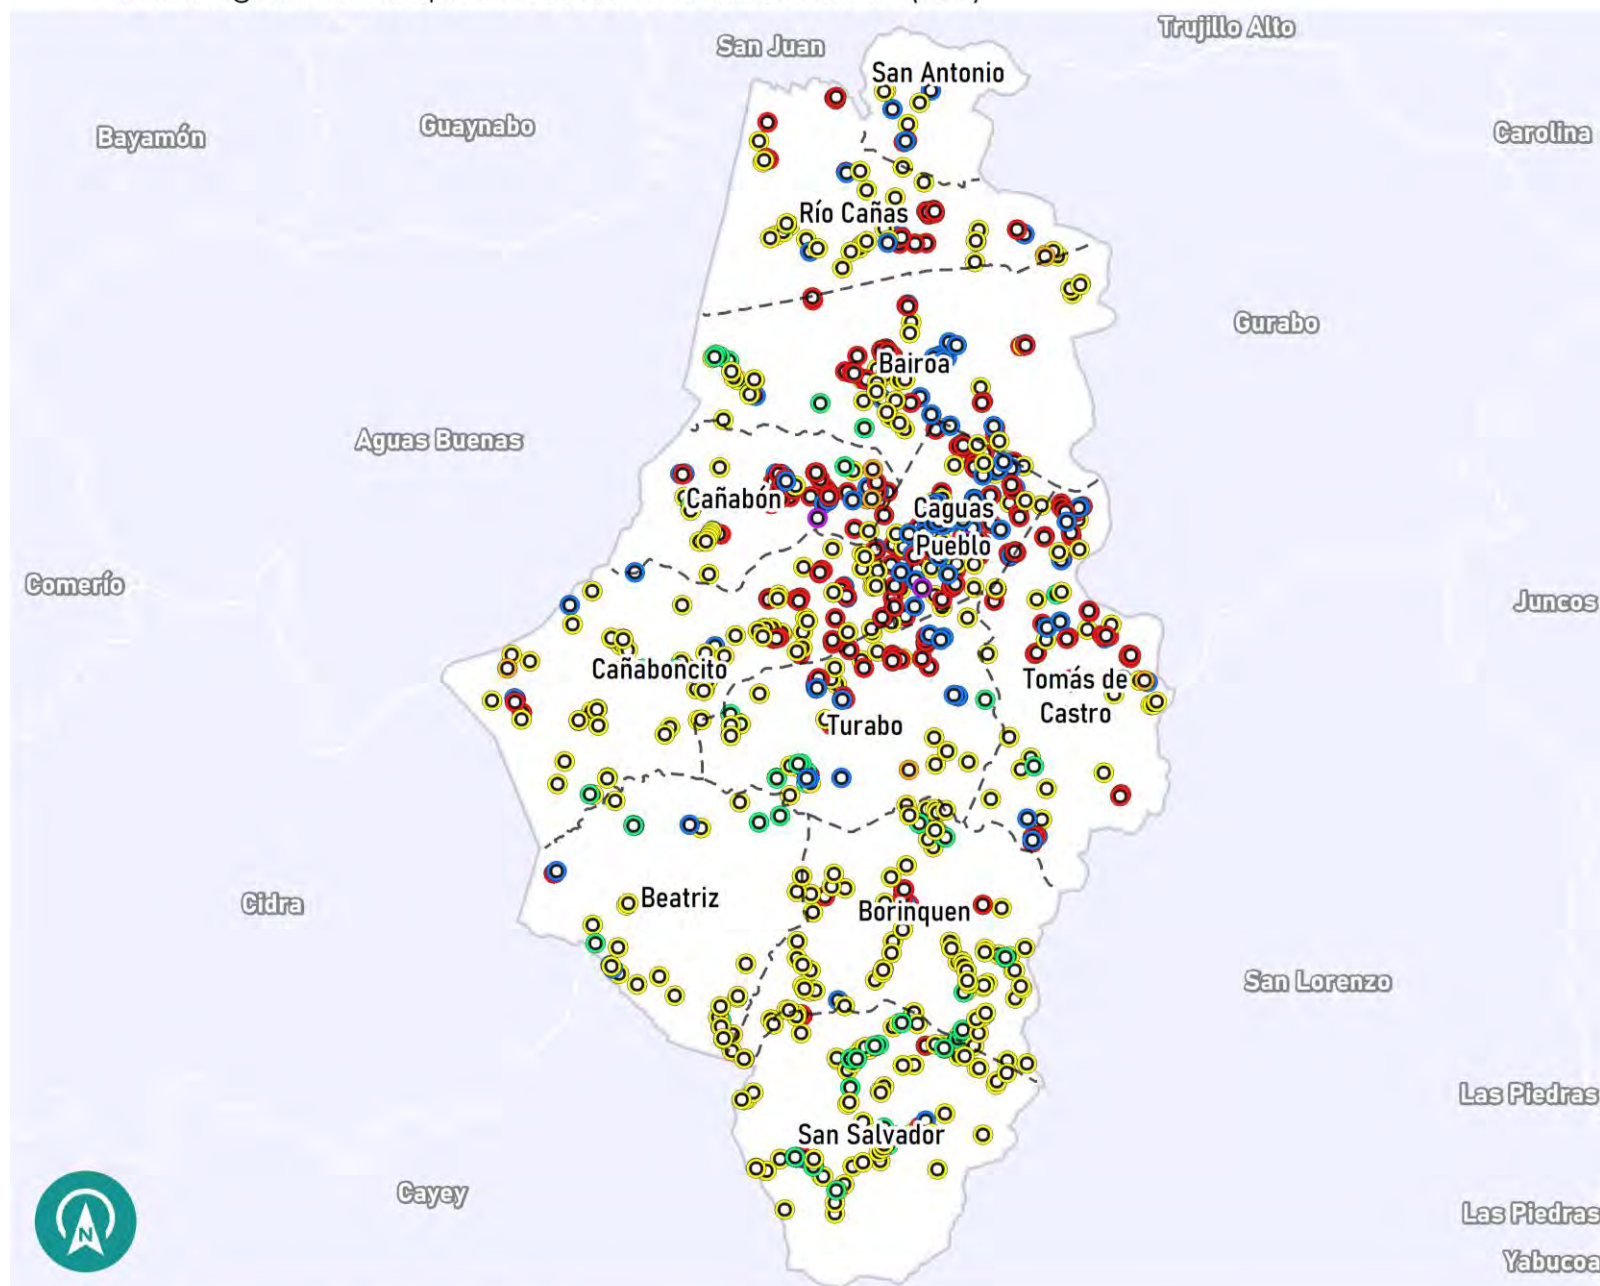 Trujillo Alto
San Juan
San Antonio
Bayamón
Guaynabo
Carolina
Río Cañas
Gurabo
Bairoa
Aguas Buenas
Cañabón
Caguas
Pueblo
Comerío
Juncos
Cañaboncito
Tomás de
Castro
Turabo
Cidra
Beatriz
Borinquen
San Lorenzo
Las Piedras
San Salvador
Cayey
Las Piedras
N
Yabucoa